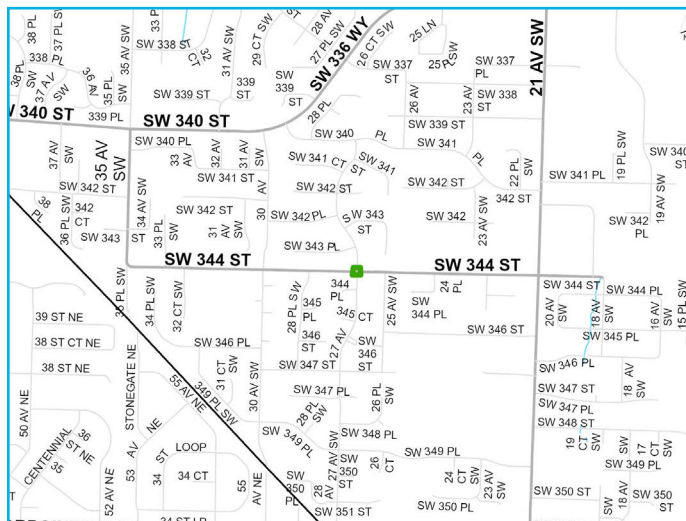 38 PL
37 PL SW
338 PL
SW
38 PL
SW
37 AV
SW
36 AV
SW
35 PL
SW
35 AV SW
33 PL
SW 338 ST
32
CT
31 AV SW
29 CT SW
ST
28 AV
27 PL SW
SW 336 WY
26 CT SW
25 LN
25 PL
SW
SW 337
ST
SW 337
PL
21 AV SW
SW
339
ST
339
ST
SW 339 ST
339 PL
28 PL
26 AV
23 AV
SW 338
ST
SW 339 ST
SW 340 ST
SW 340 ST
SW 340 PL
33
AV
32 AV
31 AV
SW
AV
30
SW 341 ST
SW 340 PL
SW 341 CT
ST
SW 341
SW 341
PL
22 PL
SW
342 ST
SW 341 PL
19 PL SW
SW 340
ST
19 AV SW
37 AV
SW
35 AV
SW
SW 342 ST
38
PL
36 PL SW
342
CT
SW 343
ST
34 AV SW
33 PL
SW
SW 342 ST
31
AV
SW
SW 342 ST
SW 342 PL
SW 343
ST
SW 343 PL
SW 342 ST
SW 342
23 AV
SW
SW 342
PL
SW 344 ST
SW 344 ST
35 PL SW
34 PL SW
32 CT SW
28 PL SW
344
PL
345
PL
345 CT
346
ST
27 AV
SW
346
ST
25 AV SW
SW
344 PL
24
PL
SW 346 ST
SW 344 ST
SW 344 PL
20 AV
SW
18 AV
SW
16 AV
SW
15 PL
SW 345 PL
39 ST NE
38 ST CT NE
38 ST NE
STONEGATE NE
SW 346 PL
31 CT
SW
30 AV SW
SW 347 ST
SW 347 PL
28 PL
SW
26 PL
SW
SW 346 PL
SW 347 ST
SW 347 PL
SW 348 ST
18 AV
SW
50 AV NE
55 AV NE
349 PL SW
CENTENNIAL
36
ST NE
35
53 AV NE
52 AV NE
34 ST
LOOP
34 CT
55
AV NE
SW 349 PL
SW
350
PL
28
AV
27 AV
SW
SW 348 PL
SW
350
ST
26
CT
SW 349 PL
24
CT
SW
23 AV
SW
SW 350 PL
SW 351 ST
19
CT
SW
17
CT
SW
SW 349 PL
SW 350 ST
SW
18 AV
SW
34 ST LP